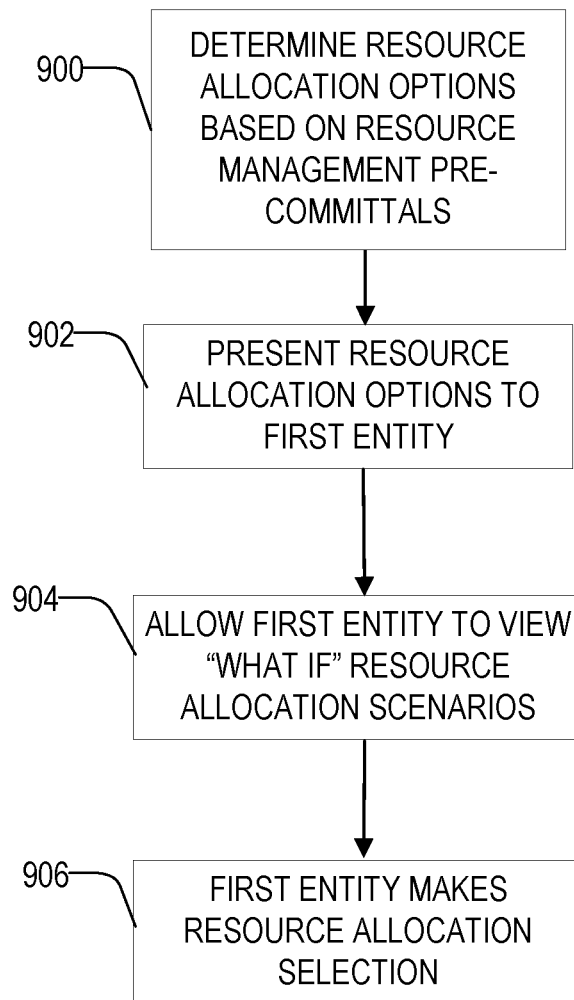 900
DETERMINE RESOURCE
ALLOCATION OPTIONS
BASED ON RESOURCE
MANAGEMENT PRE-
COMMITTALS
902
PRESENT RESOURCE
ALLOCATION OPTIONS TO
FIRST ENTITY
904
ALLOW FIRST ENTITY TO VIEW
“WHAT IF” RESOURCE
ALLOCATION SCENARIOS
906
FIRST ENTITY MAKES
RESOURCE ALLOCATION
SELECTION